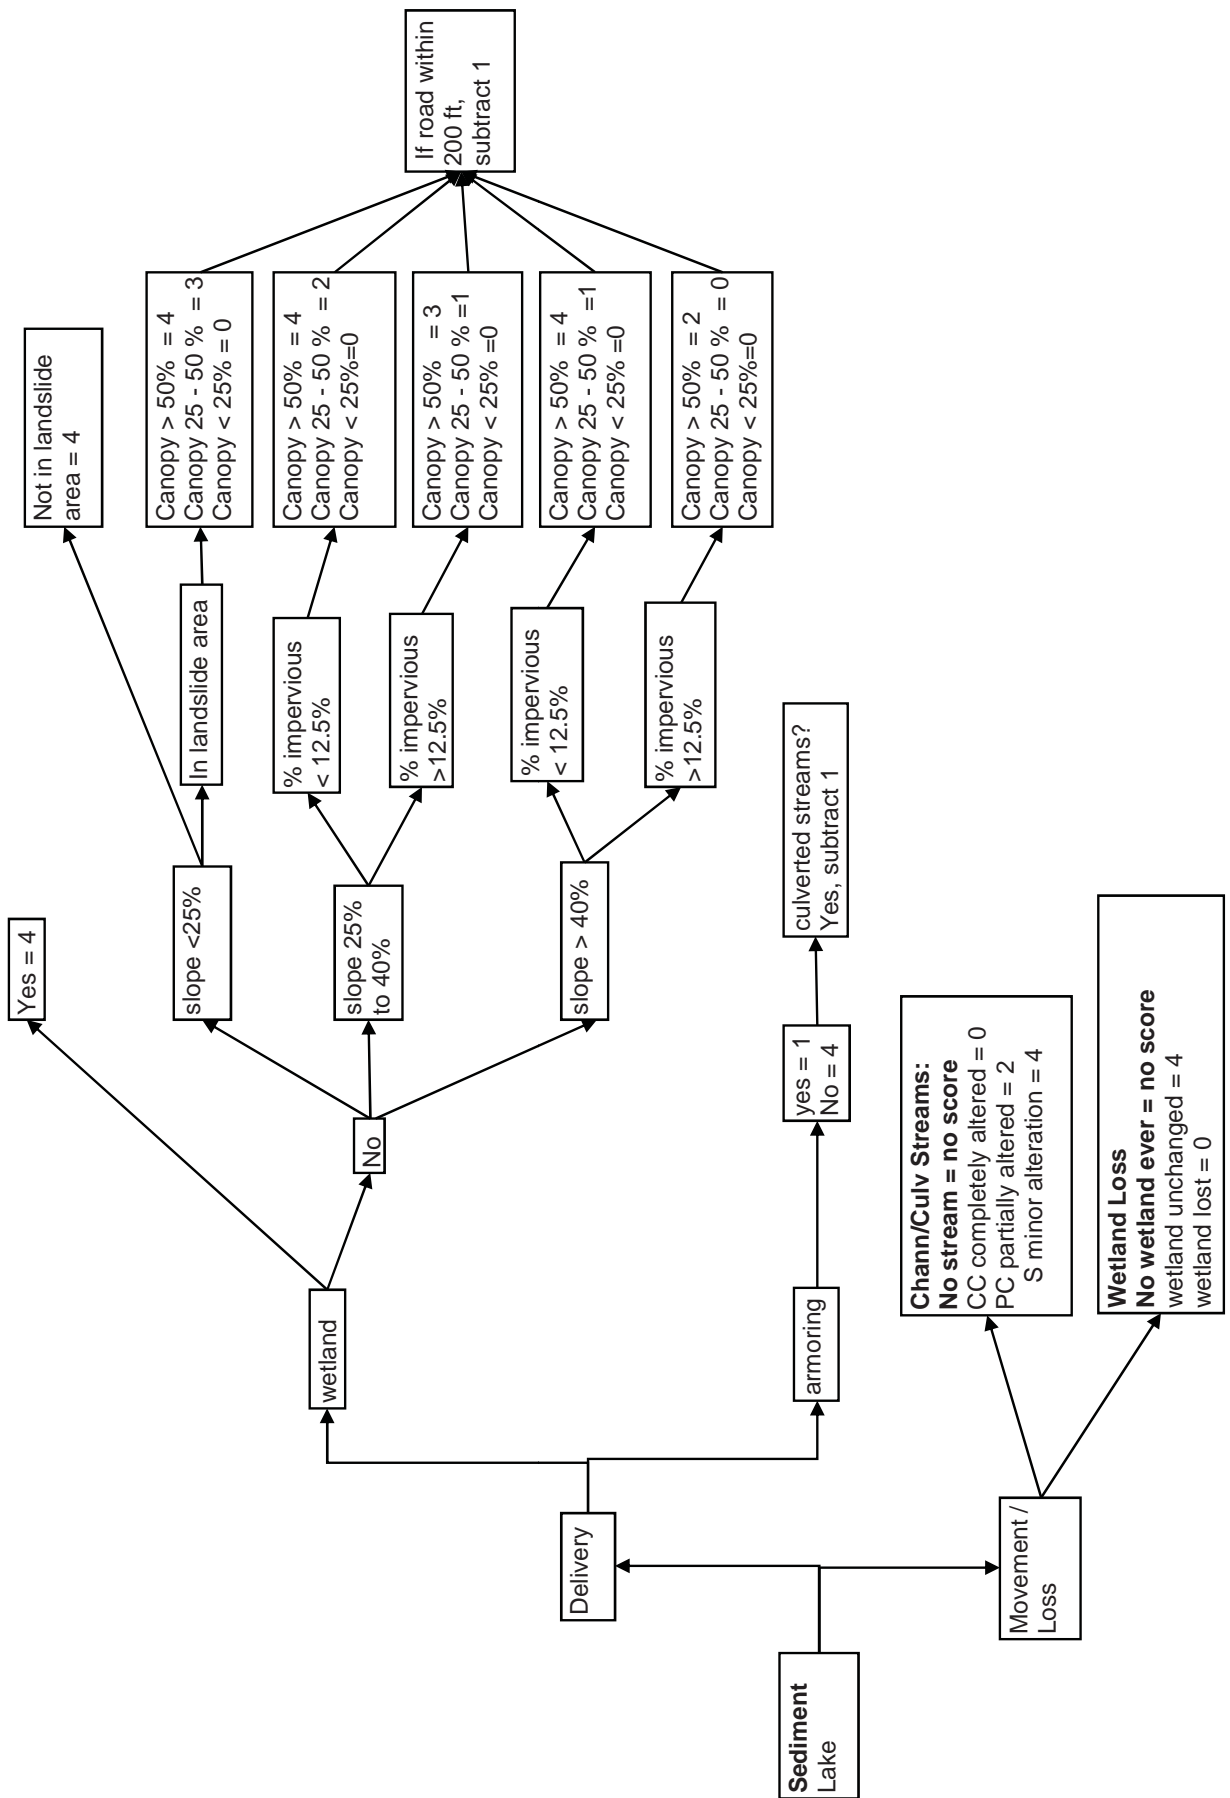 Sediment
Lake
Delivery
Movement /
Loss
wetland
armoring
Yes = 4
No
slope <25%
slope 25%
to 40%
slope > 40%
Not in landslide
area = 4
In landslide area
% impervious
< 12.5%
% impervious
>12.5%
% impervious
< 12.5%
% impervious
>12.5%
Canopy > 50% = 4
Canopy 25 - 50 % = 3
Canopy < 25% = 0
Canopy > 50% = 4
Canopy 25 - 50 % = 2
Canopy < 25%=0
Canopy > 50% = 3
Canopy 25 - 50 % =1
Canopy < 25% =0
Canopy > 50% = 4
Canopy 25 - 50 % =1
Canopy < 25% =0
Canopy > 50% = 2
Canopy 25 - 50 % = 0
Canopy < 25%=0
If road within
200 ft,
subtract 1
yes = 1
No = 4
culverted streams?
Yes, subtract 1
Chann/Culv Streams:
No stream = no score
CC completely altered = 0
PC partially altered = 2
S minor alteration = 4
Wetland Loss
No wetland ever = no score
wetland unchanged = 4
wetland lost = 0